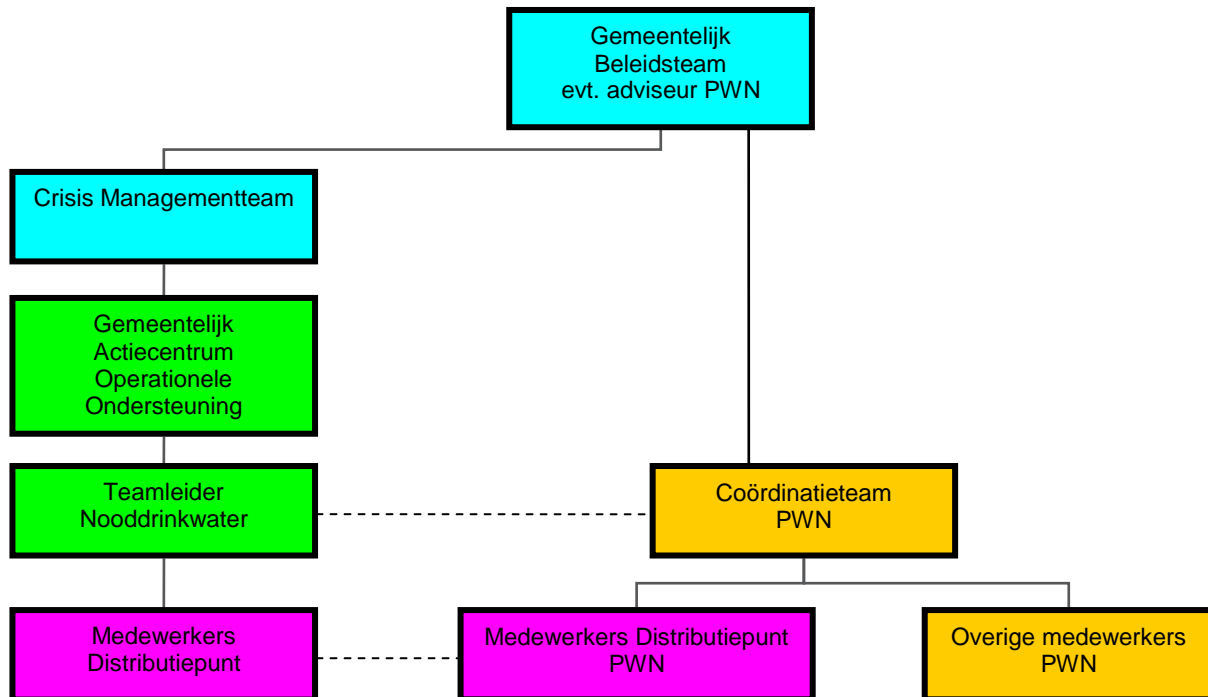 Gemeentelijk
Beleidsteam
evt. adviseur PWN
Crisis Managementteam
Gemeentelijk
Actiecentrum
Operationele
Ondersteuning
Teamleider
Nooddrinkwater
Coördinatieteam
PWN
Medewerkers
Distributiepunt
Medewerkers Distributiepunt
PWN
Overige medewerkers
PWN